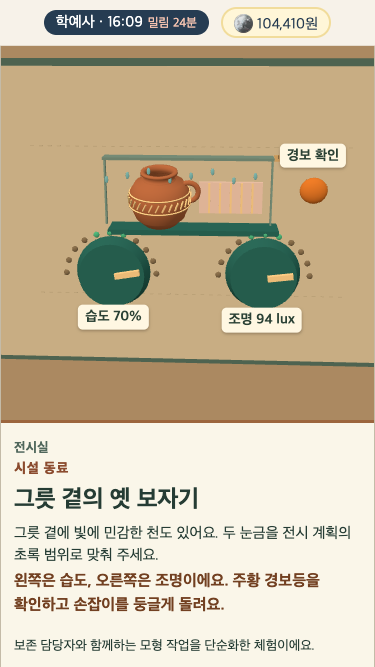 학예사 · 16:09 밀림 24분
104,410원
경보 확인
습도 70%
조명 94 lux
전시실
시설 동료
그릇 곁의 옛 보자기
그릇 곁에 빛에 민감한 천도 있어요. 두 눈금을 전시 계획의
초록 범위로 맞춰 주세요.
왼쪽은 습도, 오른쪽은 조명이에요. 주황 경보등을
확인하고 손잡이를 둥글게 돌려요.
보존 담당자와 함께하는 모형 작업을 단순화한 체험이에요.